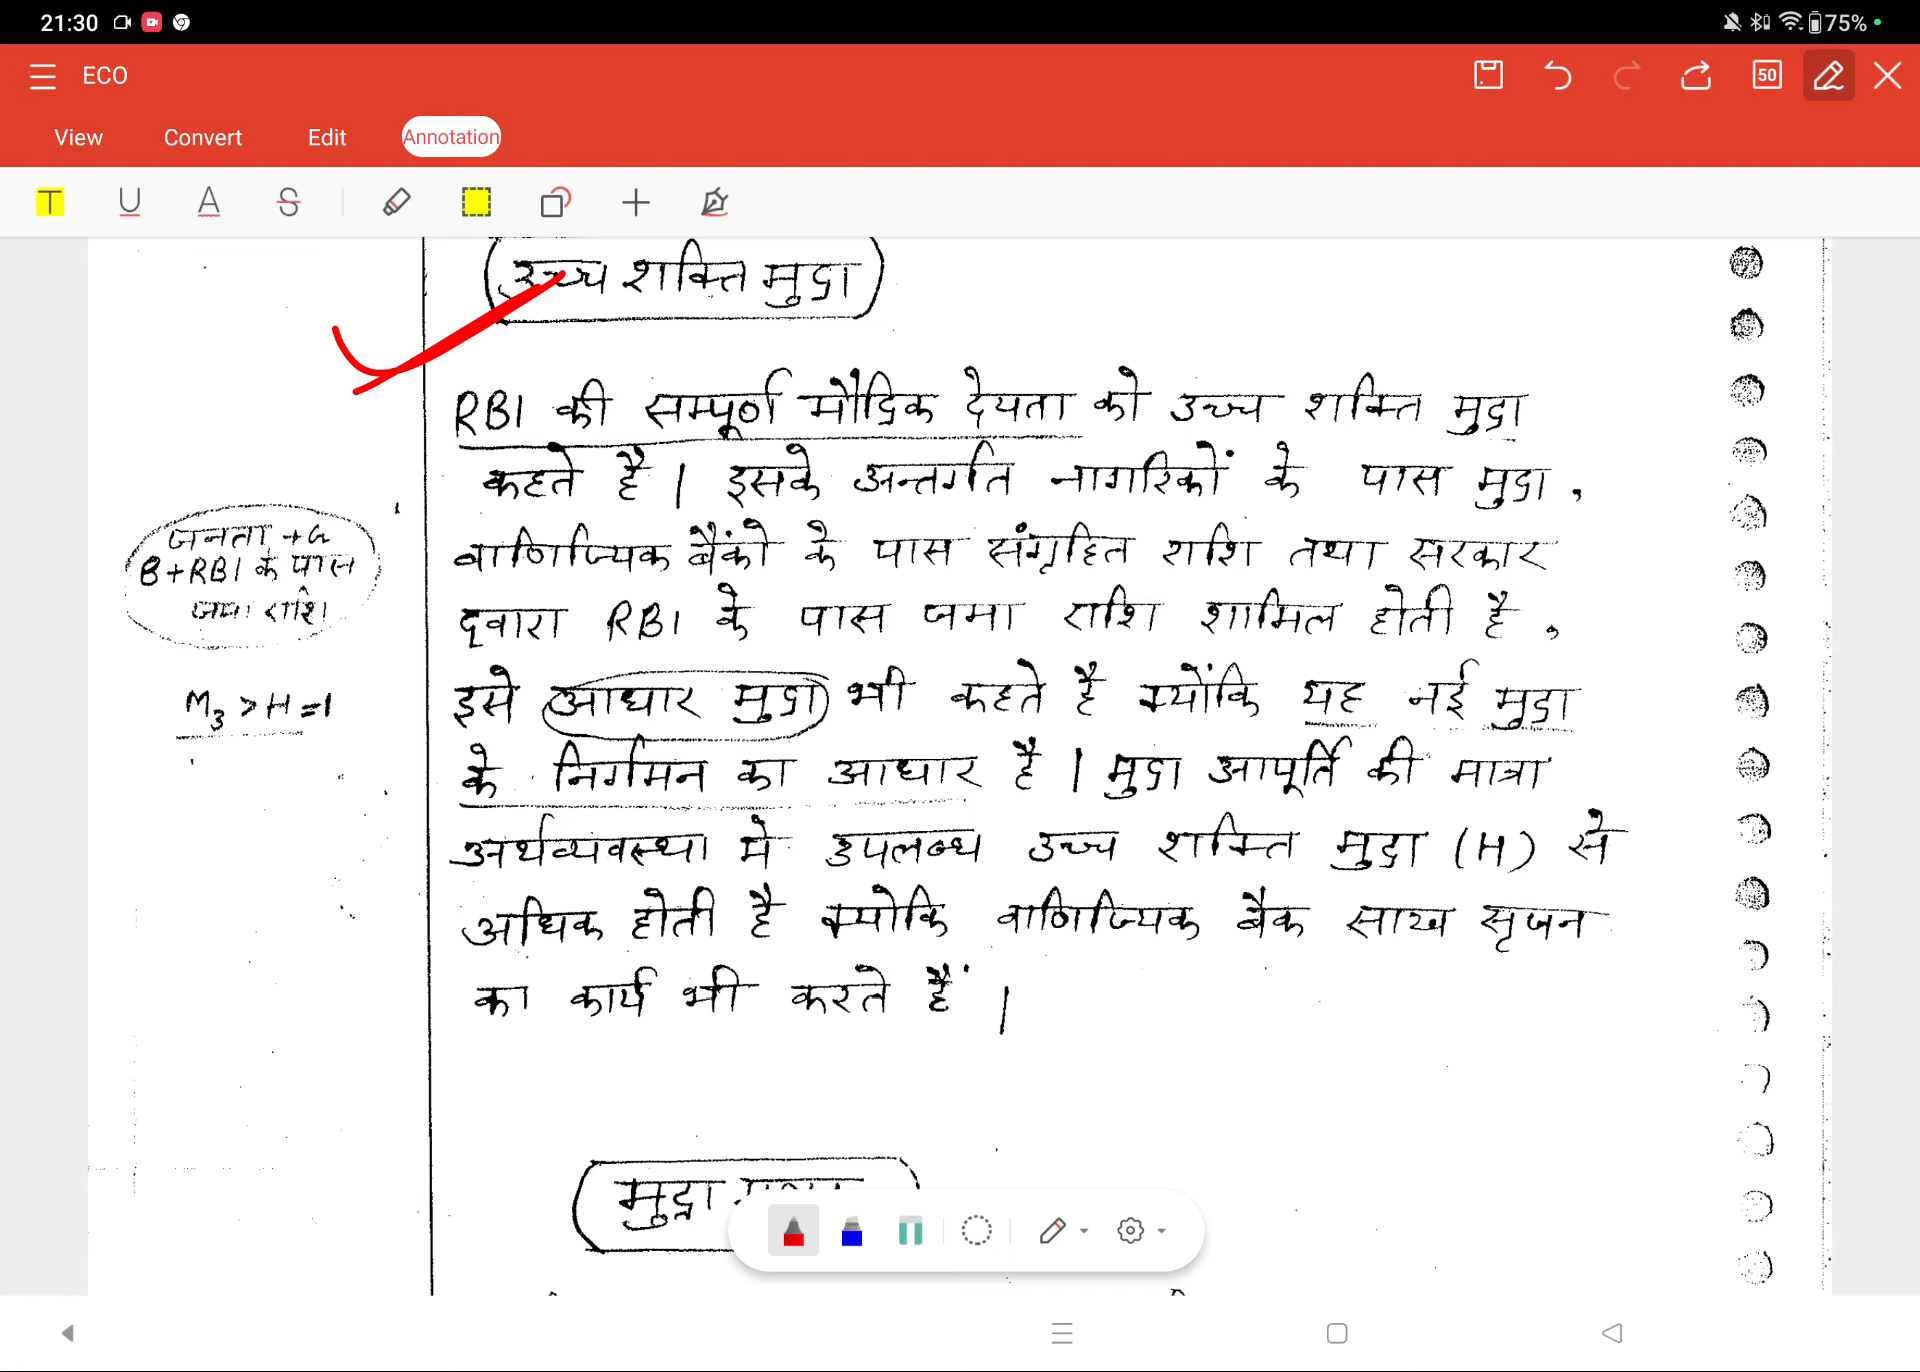 21:30 75%
ECO 50
View Convert Edit Annotation
T U A S
उच्च शक्ति मुद्रा
RBI की सम्पूर्ण मौद्रिक देयता को उच्च शक्ति मुद्रा
कहते है । इसके अन्तर्गत नागरिकों के पास मुद्रा ,
वाणिज्यिक बैंको के पास संगृहित राशि तथा सरकार
द्वारा RBI के पास जमा राशि शामिल होती है ,
इसे आधार मुद्रा भी कहते है क्योंकि यह नई मुद्रा
के निर्गमन का आधार है । मुद्रा आपूर्ति की मात्रा
अर्थव्यवस्था मे उपलब्ध उच्च शक्ति मुद्रा (H) से
अधिक होती है क्योकि वाणिज्यिक बैक साख सृजन
का कार्य भी करते हैं ।
जनता +G
B+RBI के पास
जमा राशि
M3 > H = 1
मुद्रा